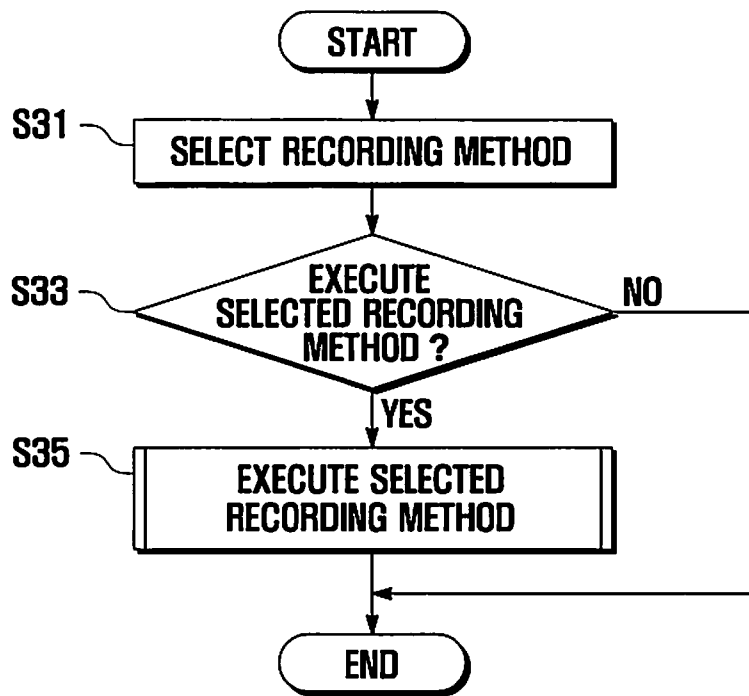 START
S31
SELECT RECORDING METHOD
S33
EXECUTE
SELECTED RECORDING
METHOD ?
NO
YES
S35
EXECUTE SELECTED
RECORDING METHOD
END